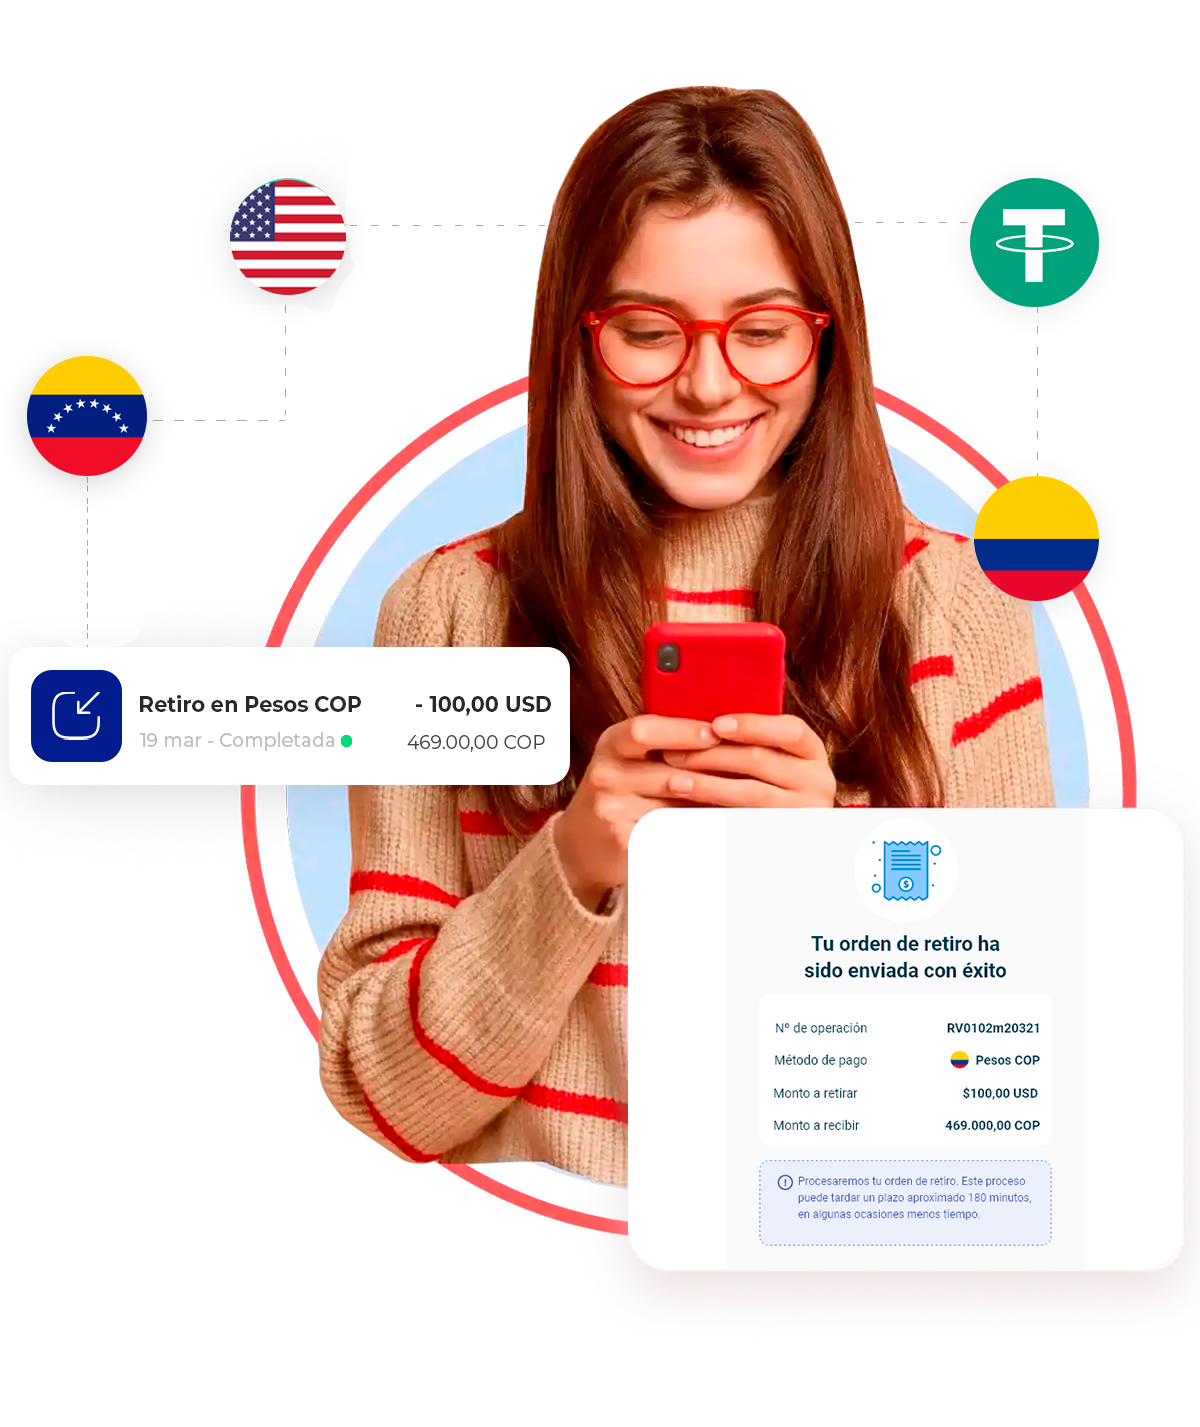 Retiro en Pesos COP - 100,00 USD
19 mar - Completada 469.00,00 COP
Tu orden de retiro ha
sido enviada con éxito
Nº de operación RV0102m20321
Método de pago Pesos COP
Monto a retirar $100,00 USD
Monto a recibir 469.000,00 COP
Procesaremos tu orden de retiro. Este proceso
puede tardar un plazo aproximado 180 minutos,
en algunas ocasiones menos tiempo.